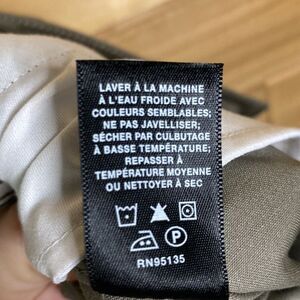 LAVER À LA MACHINE
À L'EAU FROIDE AVEC
COULEURS SEMBLABLES;
NE PAS JAVELLISER;
SÉCHER PAR CULBUTAGE
À BASSE TEMPÉRATURE;
REPASSER À
TEMPÉRATURE MOYENNE
OU NETTOYER À SEC
P
RN95135